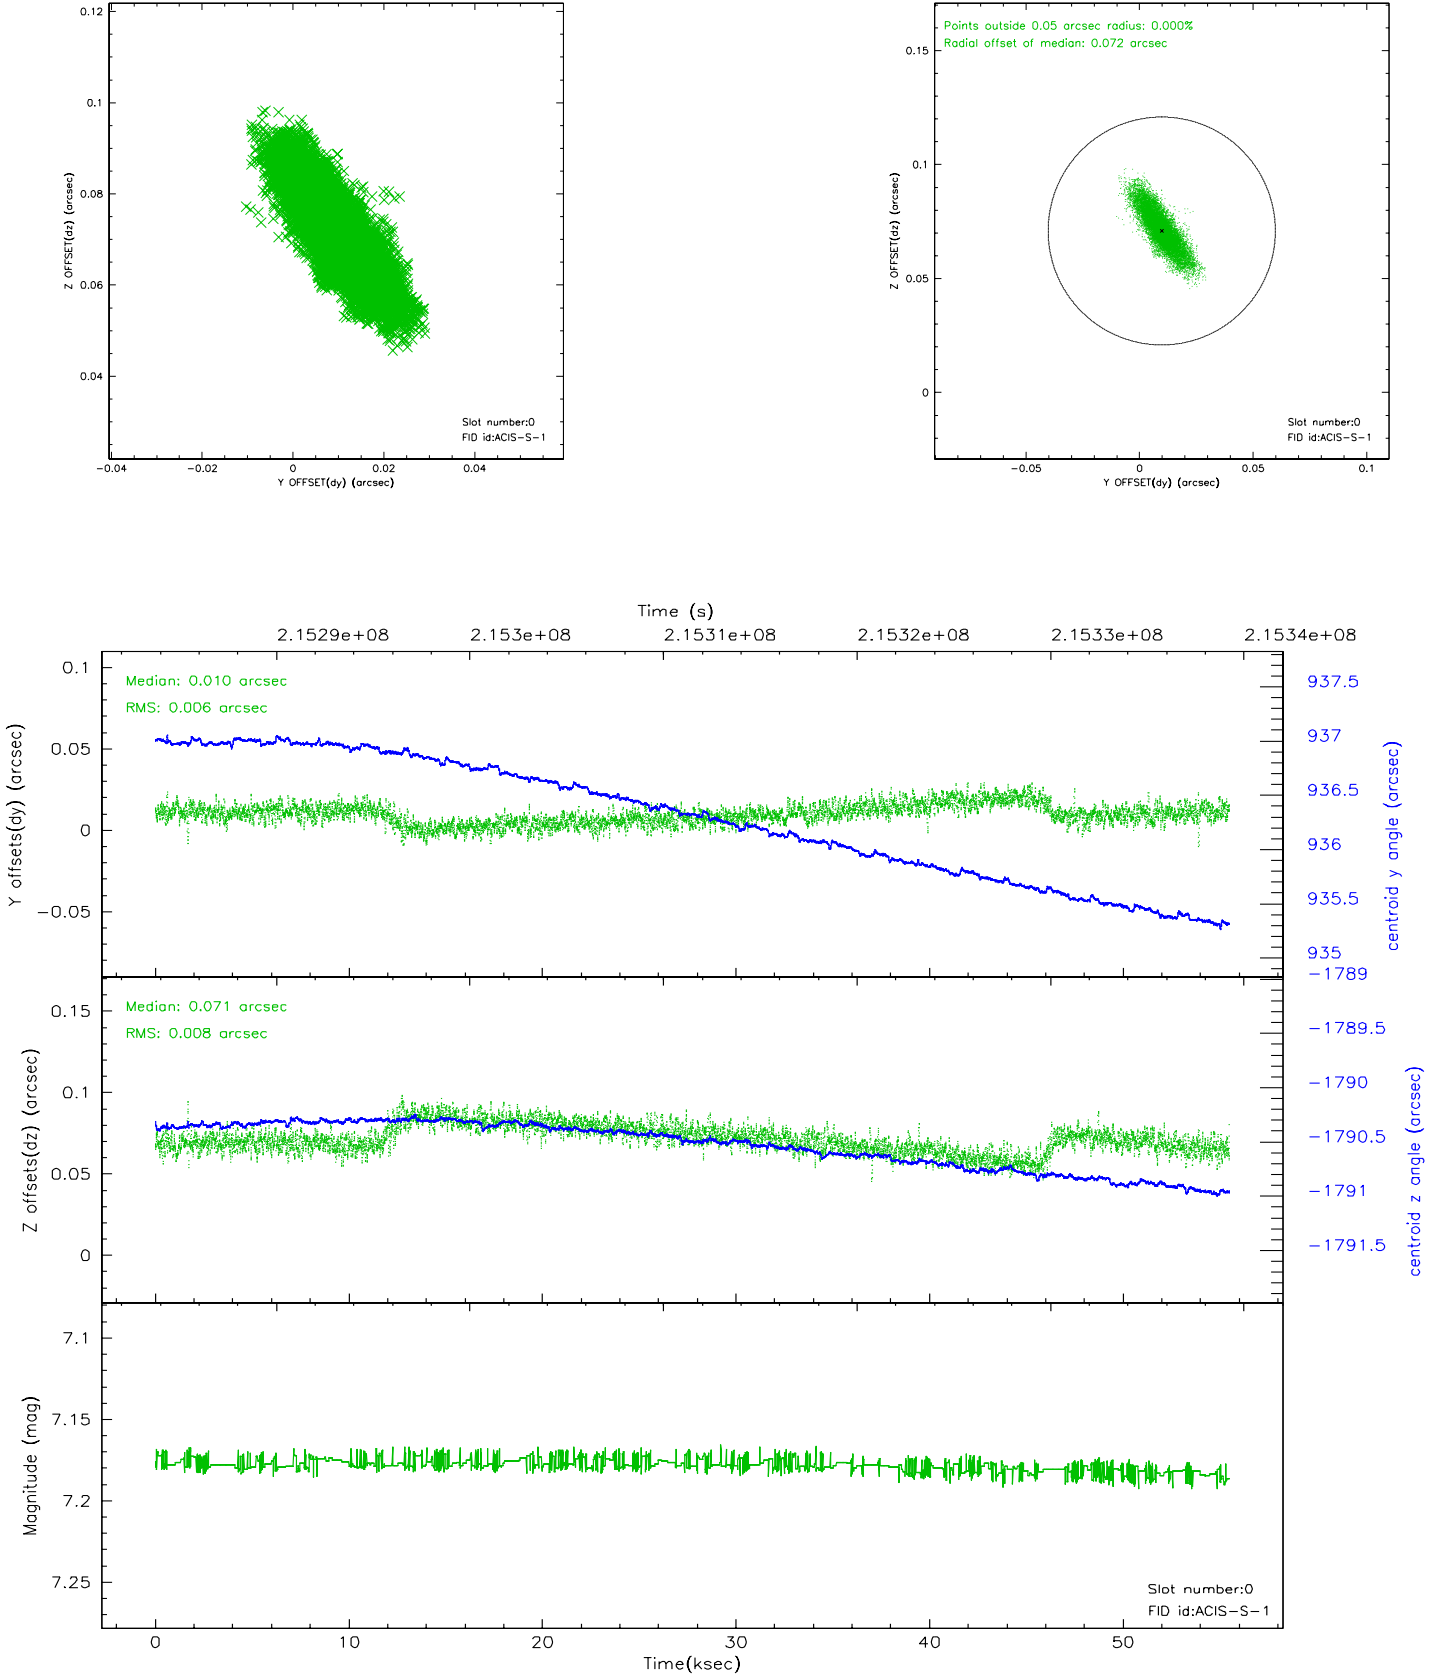 0.12
0.1
0.08
0.06
0.04
Z OFFSET(dz) (arcsec)
Slot number:0
FID id:ACIS-S-1
-0.04 -0.02 0 0.02 0.04
Y OFFSET(dy) (arcsec)
Points outside 0.05 arcsec radius: 0.000%
Radial offset of median: 0.072 arcsec
0.15
0.1
0.05
0
Z OFFSET(dz) (arcsec)
Slot number:0
FID id:ACIS-S-1
-0.05 0 0.05 0.1
Y OFFSET(dy) (arcsec)
Time (s)
2.1529e+08 2.153e+08 2.1531e+08 2.1532e+08 2.1533e+08 2.1534e+08
Median: 0.010 arcsec
RMS: 0.006 arcsec
0.1
0.05
0
-0.05
Y offsets(dy) (arcsec)
937.5
937
936.5
936
935.5
935
centroid y angle (arcsec)
Median: 0.071 arcsec
RMS: 0.008 arcsec
0.15
0.1
0.05
0
Z offsets(dz) (arcsec)
-1789
-1789.5
-1790
-1790.5
-1791
-1791.5
centroid z angle (arcsec)
7.1
7.15
7.2
7.25
Magnitude (mag)
Slot number:0
FID id:ACIS-S-1
0 10 20 30 40 50
Time(ksec)